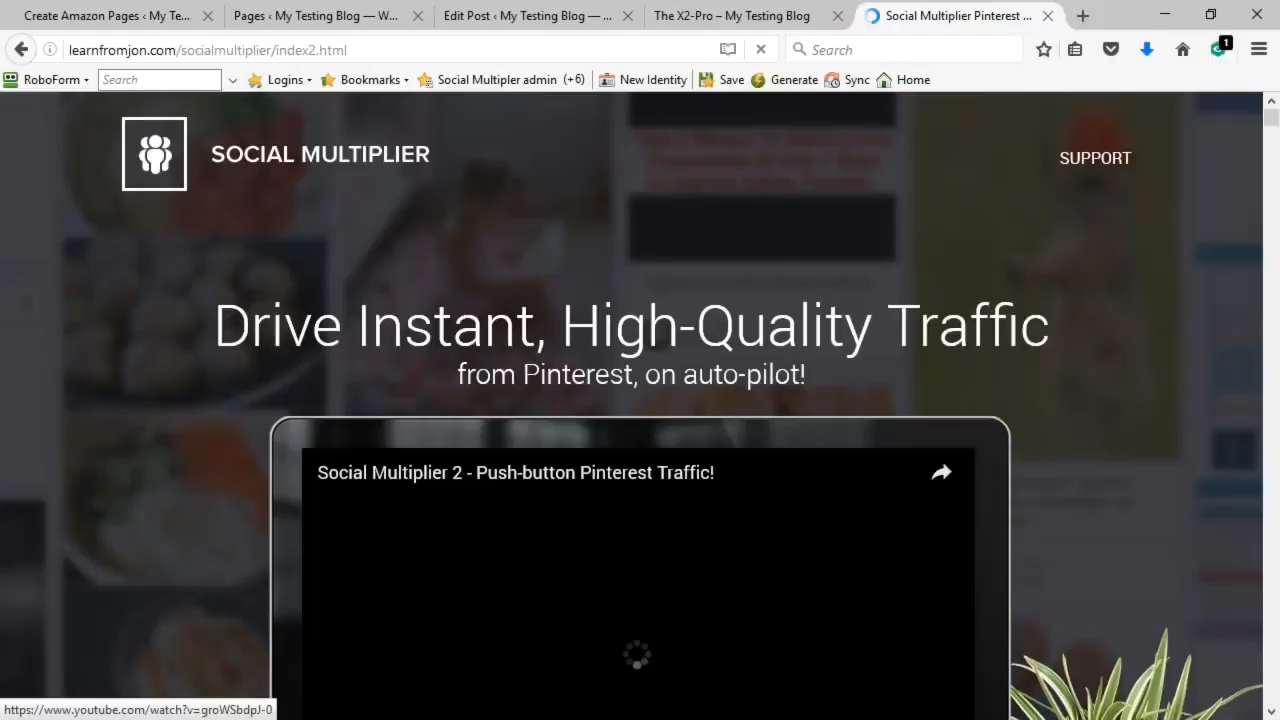 Create Amazon Pages ‹ My Te...
Pages ‹ My Testing Blog — W...
Edit Post ‹ My Testing Blog — ...
The X2-Pro – My Testing Blog
Social Multiplier Pinterest ...
learnfromjon.com/socialmultiplier/index2.html
Search
1
RoboForm
Search
Logins
Bookmarks
Social Multipler admin (+6)
New Identity
Save
Generate
Sync
Home
SOCIAL MULTIPLIER
SUPPORT
Drive Instant, High-Quality Traffic
from Pinterest, on auto-pilot!
Social Multiplier 2 - Push-button Pinterest Traffic!
https://www.youtube.com/watch?v=groWSbdpJ-0